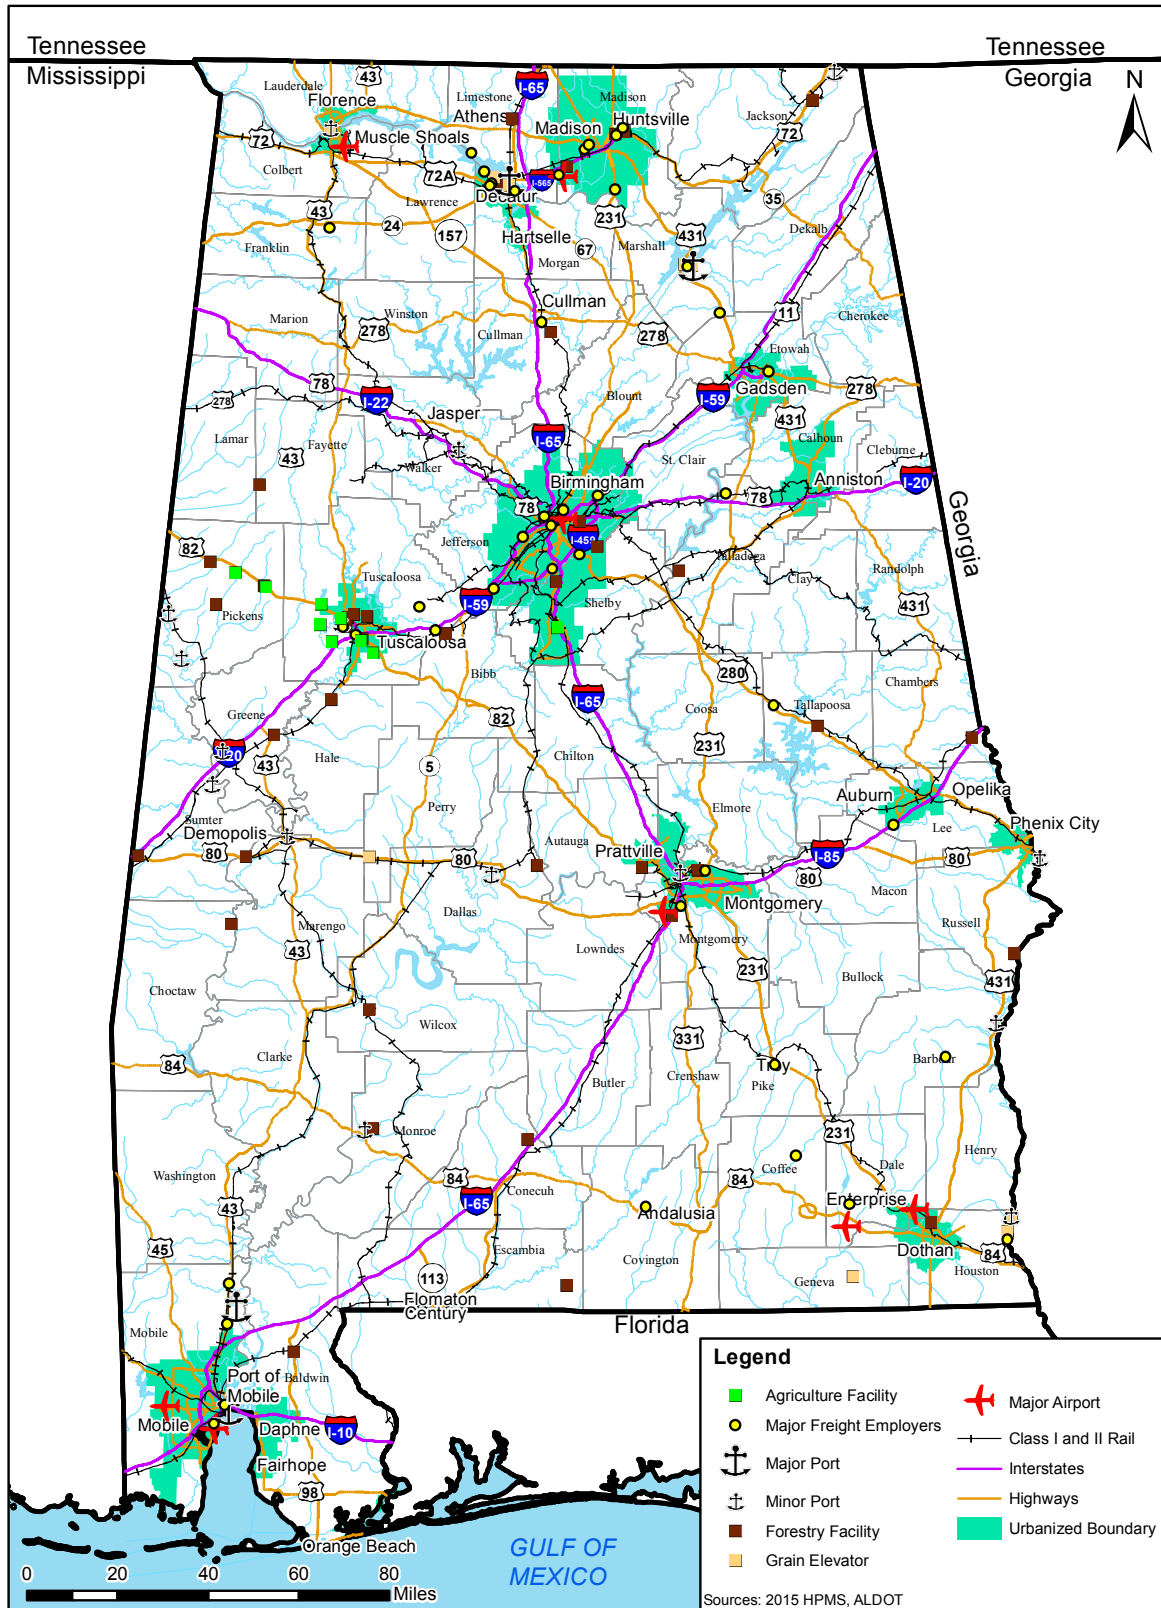 Tennessee
Mississippi
Tennessee
Georgia
N
Lauderdale
43
Florence
Limestone
I-65
Athens
Madison
Madison
Huntsville
Jackson
72
72
Muscle Shoals
Colbert
72A
I-565
Lawrence
Decatur
43
24
157
Hartselle
67
231
Marshall
431
35
Dekalb
Franklin
Morgan
Cullman
11
Marion
Winston
278
Cullman
278
Cherokee
Etowah
78
I-22
Jasper
Gadsden
278
I-59
278
Blount
431
Lamar
43
Fayette
I-65
Calhoun
Cleburne
Walker
St. Clair
Birmingham
Anniston
I-20
78
78
Georgia
82
Jefferson
I-459
Talladega
Clay
Randolph
Tuscaloosa
431
Pickens
I-59
Shelby
Tuscaloosa
Bibb
280
Chambers
I-65
Coosa
Tallapoosa
Greene
82
231
I-20
43
Hale
5
Chilton
Auburn
Opelika
Perry
Elmore
Sumter
Demopolis
Autauga
Lee
Phenix City
80
80
Prattville
I-85
80
80
Macon
Dallas
Montgomery
Marengo
Russell
43
Lowndes
Montgomery
231
Bullock
431
Choctaw
Wilcox
84
Clarke
331
Barbour
Butler
Crenshaw
Troy
Pike
Monroe
231
Henry
Washington
84
Coffee
Dale
84
43
I-65
Conecuh
Enterprise
Andalusia
45
Escambia
Dothan
84
Covington
Houston
113
Geneva
Flomaton
Century
Florida
Mobile
Port of
Mobile
Baldwin
Mobile
Daphne
I-10
Fairhope
98
Orange Beach
GULF OF
MEXICO
0 20 40 60 80
Miles
Legend
Agriculture Facility
Major Freight Employers
Major Port
Minor Port
Forestry Facility
Grain Elevator
Major Airport
Class I and II Rail
Interstates
Highways
Urbanized Boundary
Sources: 2015 HPMS, ALDOT